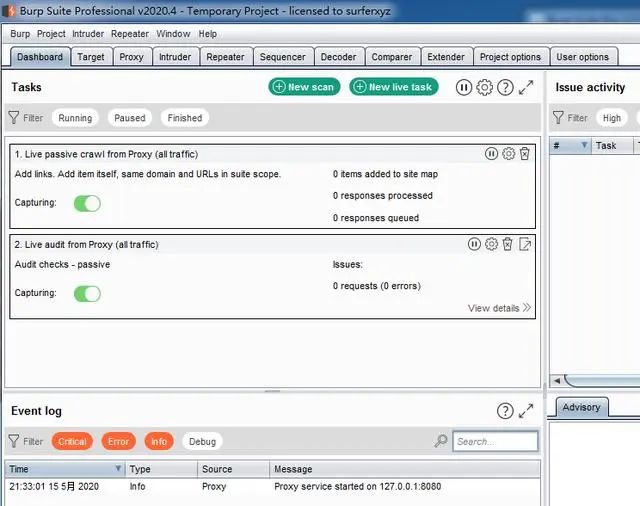 Burp Suite Professional v2020.4 - Temporary Project - licensed to surferxyz
Burp Project Intruder Repeater Window Help
Dashboard Target Proxy Intruder Repeater Sequencer Decoder Comparer Extender Project options User options
Tasks New scan New live task Issue activity
Filter Running Paused Finished Filter High
# Task
1. Live passive crawl from Proxy (all traffic)
Add links. Add item itself, same domain and URLs in suite scope. 0 items added to site map
Capturing: 0 responses processed
0 responses queued
2. Live audit from Proxy (all traffic)
Audit checks - passive Issues:
Capturing: 0 requests (0 errors)
View details
Event log
Advisory
Filter Critical Error Info Debug Search...
Time Type Source Message
21:33:01 15 5月 2020 Info Proxy Proxy service started on 127.0.0.1:8080